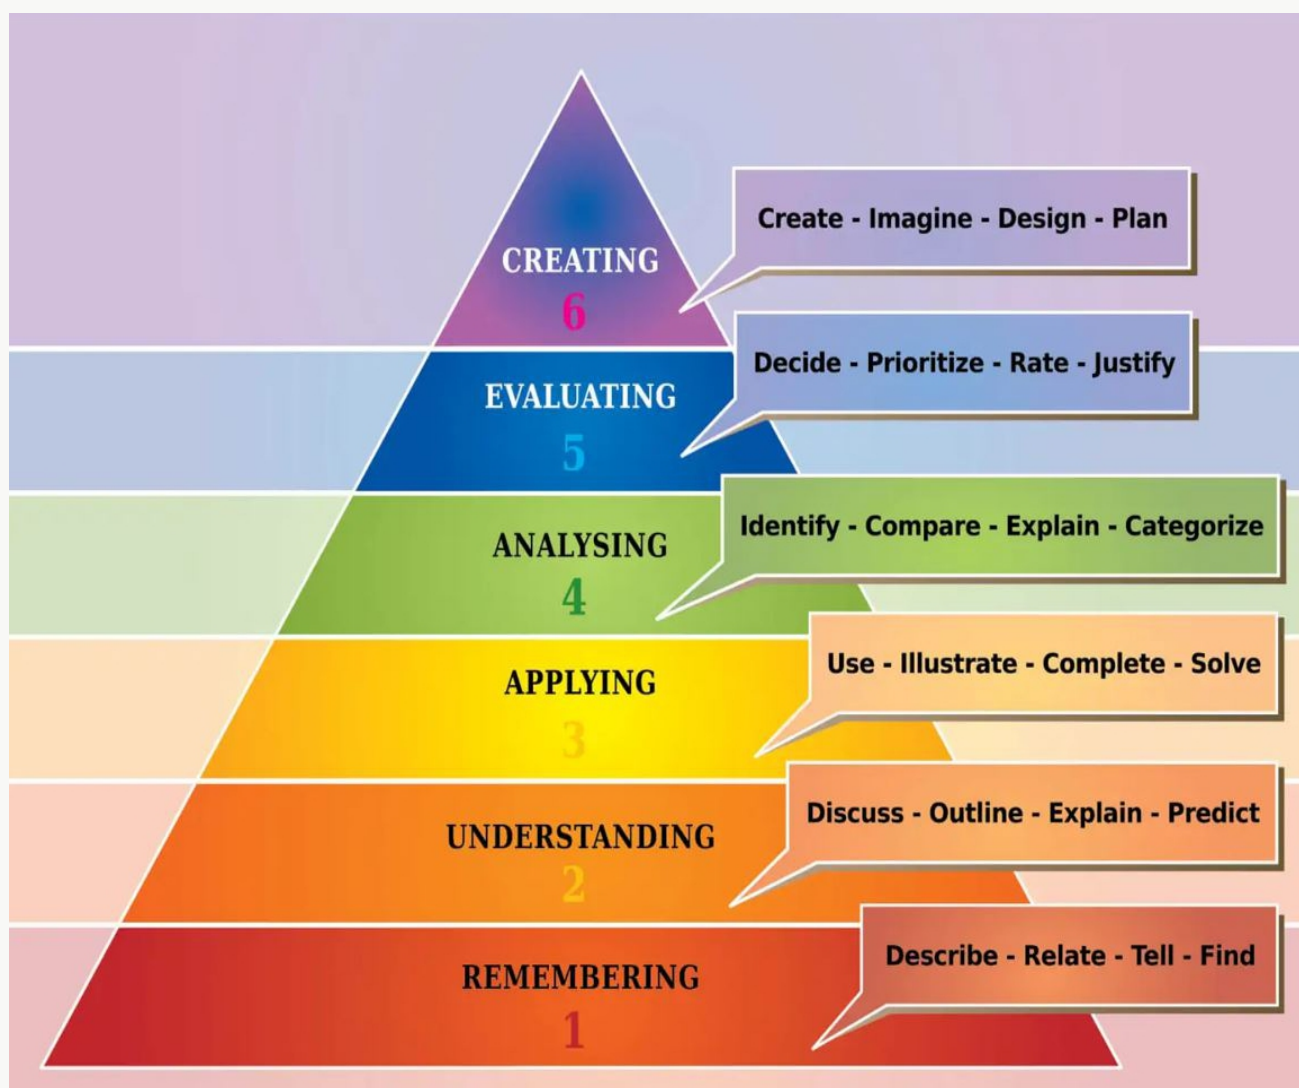 CREATING
6
Create - Imagine - Design - Plan
EVALUATING
5
Decide - Prioritize - Rate - Justify
ANALYSING
4
Identify - Compare - Explain - Categorize
APPLYING
3
Use - Illustrate - Complete - Solve
UNDERSTANDING
2
Discuss - Outline - Explain - Predict
REMEMBERING
1
Describe - Relate - Tell - Find